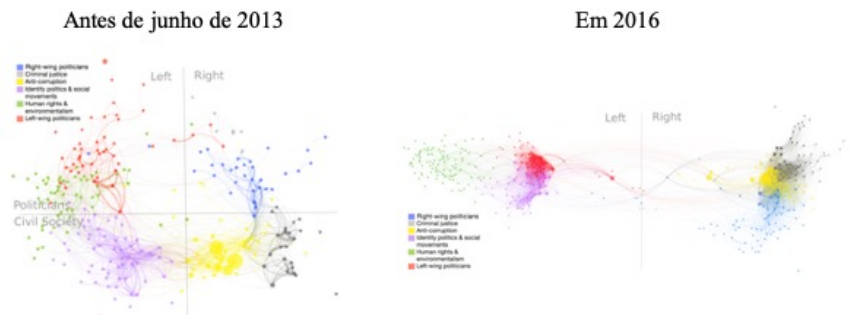 Antes de junho de 2013
Em 2016
Right-wing politicians
Criminal justice
Anti-corruption
Identity politics & social
movements
Human rights &
environmentalism
Left-wing politicians
Left
Right
Politicians
Civil Society
Left
Right
Right-wing politicians
Criminal justice
Anti-corruption
Identity politics & social
movements
Human rights &
environmentalism
Left-wing politicians